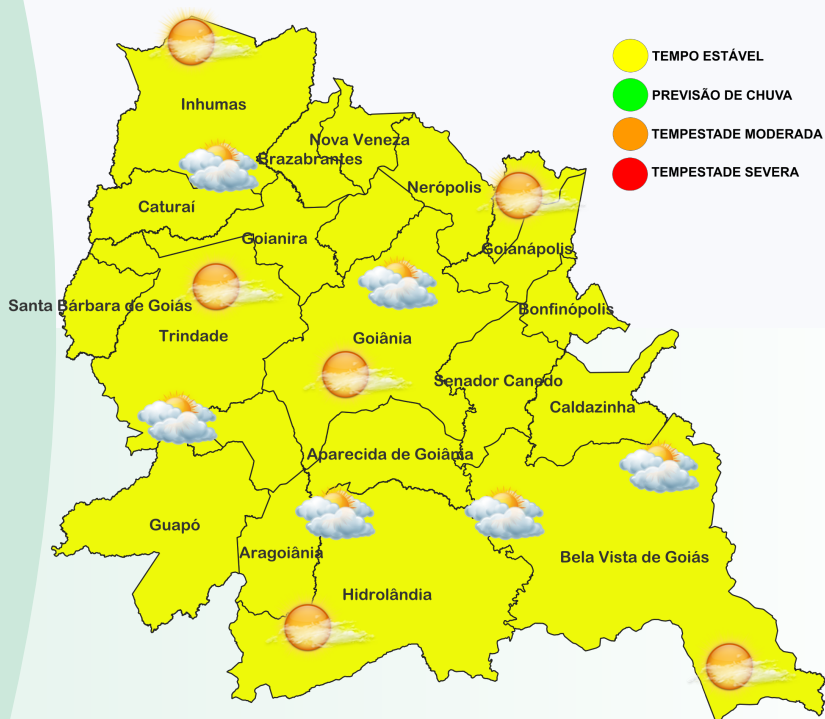 TEMPO ESTÁVEL
PREVISÃO DE CHUVA
TEMPESTADE MODERADA
TEMPESTADE SEVERA
Inhumas
Nova Veneza
Brazabrantes
Nerópolis
Caturaí
Goianira
Goianápolis
Santa Bárbara de Goiás
Bonfinópolis
Trindade
Goiânia
Senador Canedo
Caldazinha
Aparecida de Goiânia
Guapó
Aragoiânia
Bela Vista de Goiás
Hidrolândia